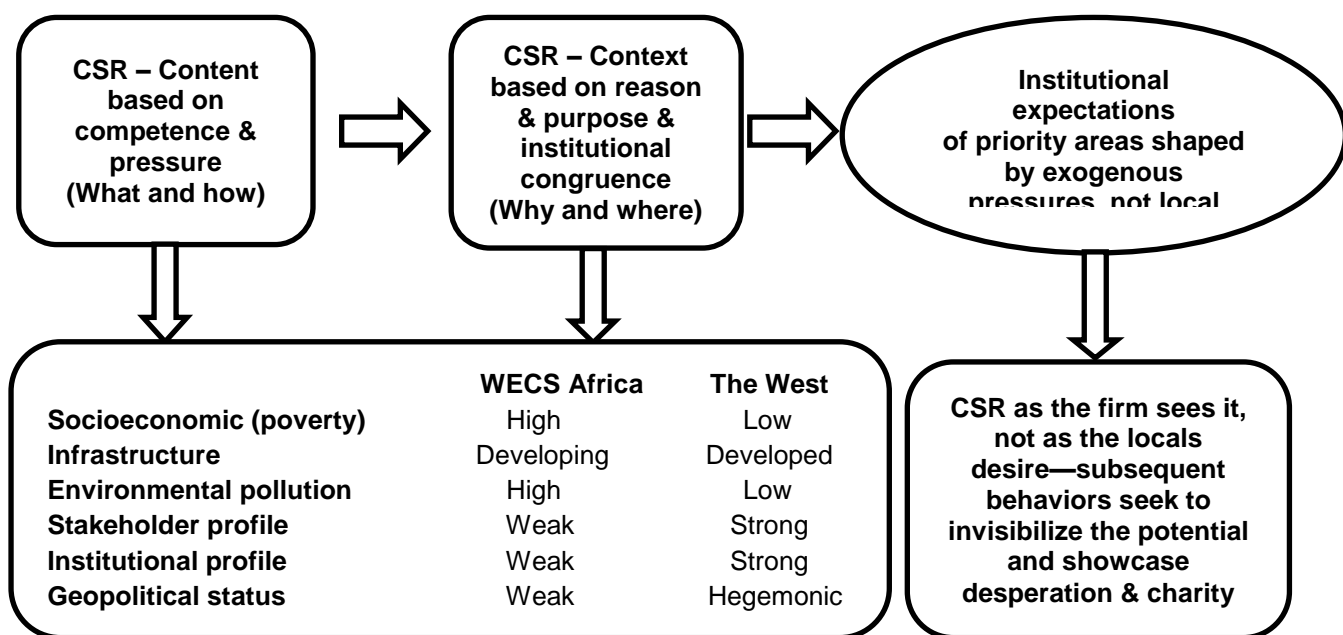 CSR – Content
based on
competence &
pressure
(What and how)
CSR – Context
based on reason
& purpose &
institutional
congruence
(Why and where)
Institutional
expectations
of priority areas shaped
by exogenous
pressures, not local
WECS Africa The West
Socioeconomic (poverty) High Low
Infrastructure Developing Developed
Environmental pollution High Low
Stakeholder profile Weak Strong
Institutional profile Weak Strong
Geopolitical status Weak Hegemonic
CSR as the firm sees it,
not as the locals
desire—subsequent
behaviors seek to
invisibilize the potential
and showcase
desperation & charity